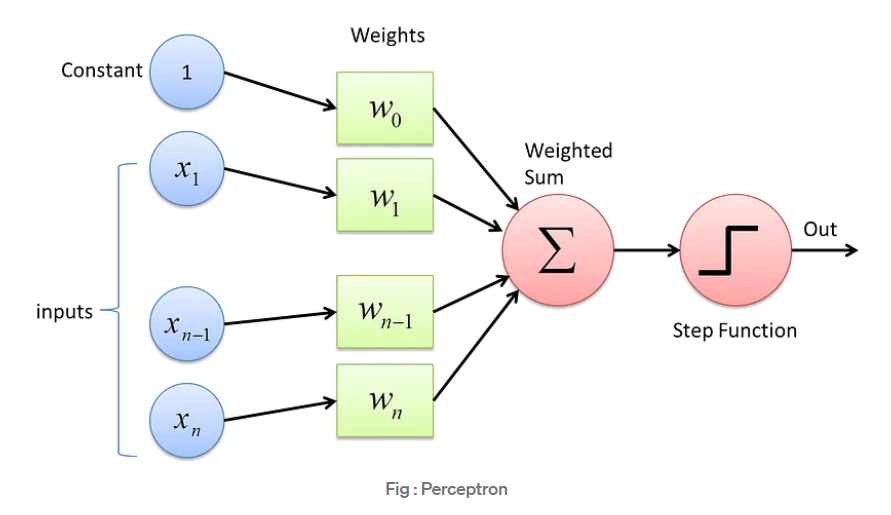 Weights
Constant
1
w₀
x₁
w₁
Weighted
Sum
Σ
Out
inputs
xₙ₋₁
wₙ₋₁
Step Function
xₙ
wₙ
Fig : Perceptron